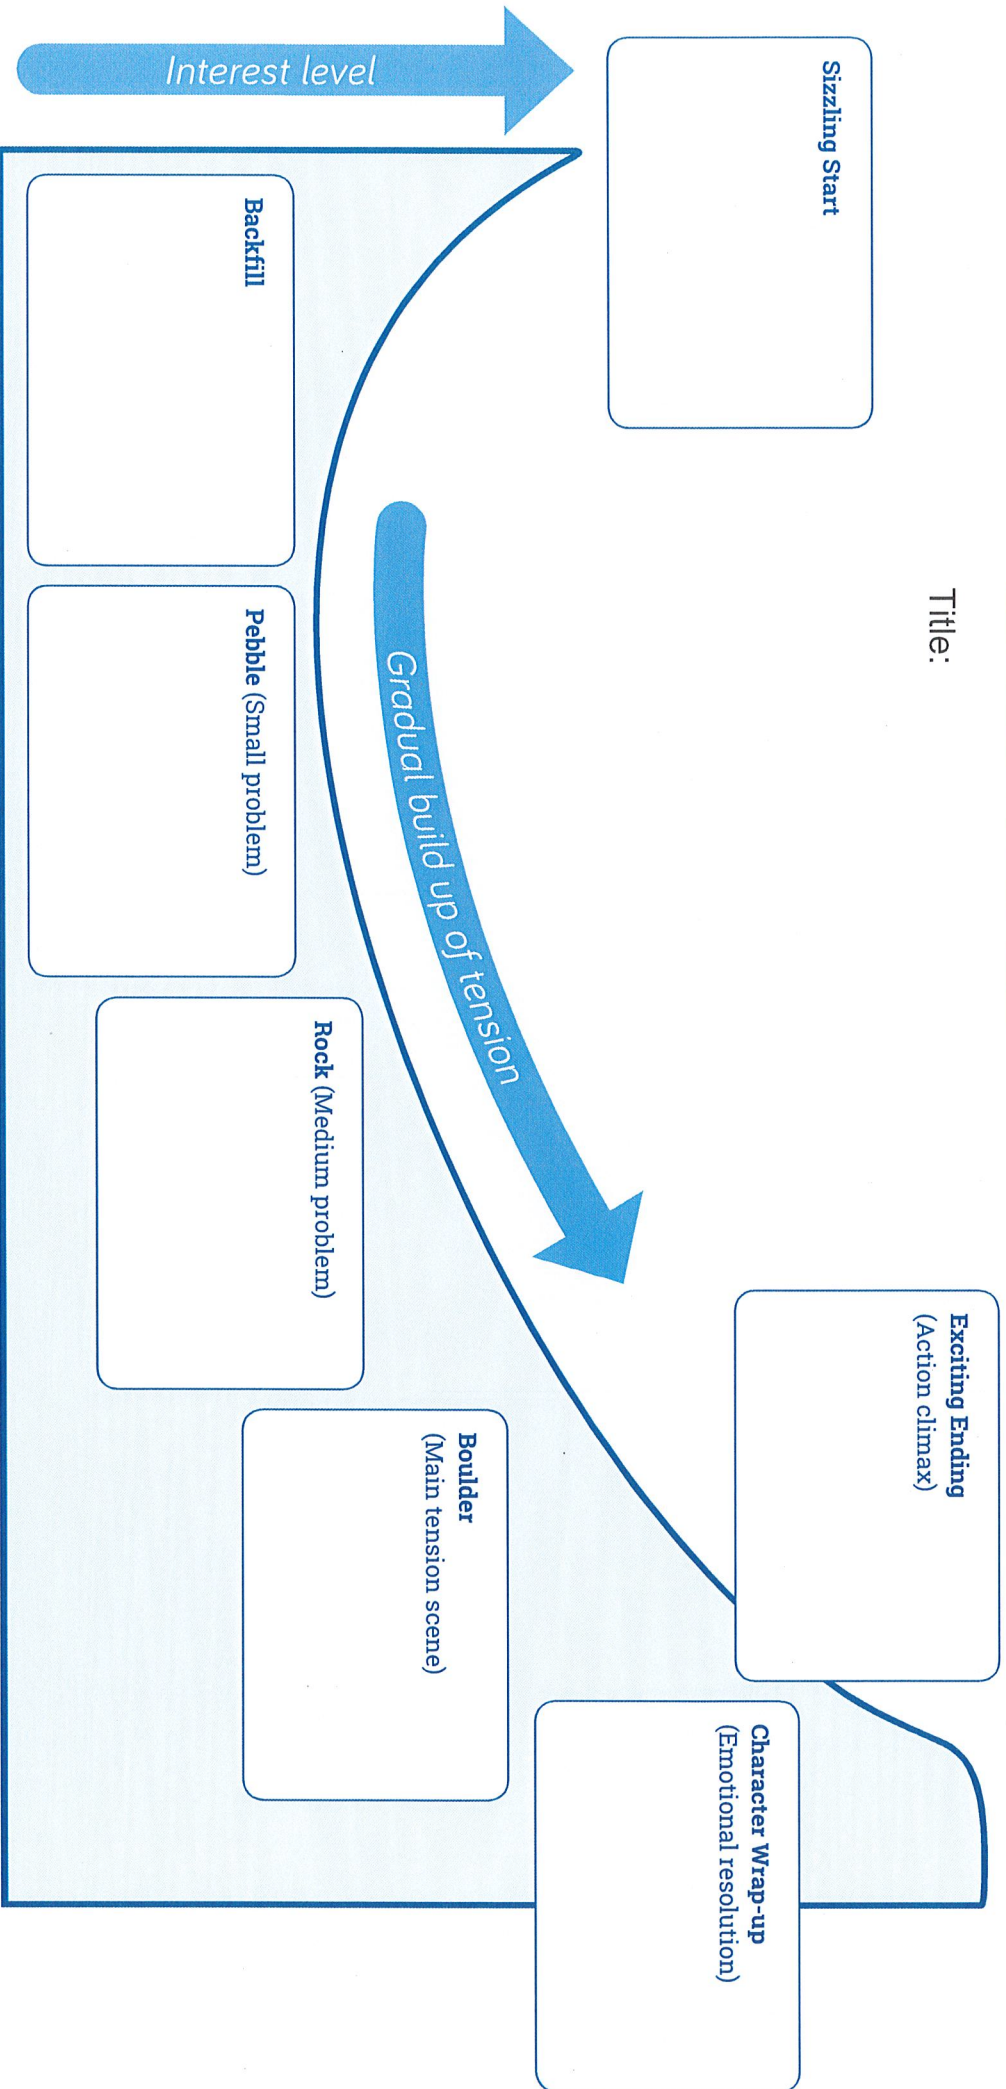 Title:
Sizzling Start
Interest level
Backfill
Pebble (Small problem)
Gradual build up of tension
Rock (Medium problem)
Boulder
(Main tension scene)
Exciting Ending
(Action climax)
Character Wrap-up
(Emotional resolution)